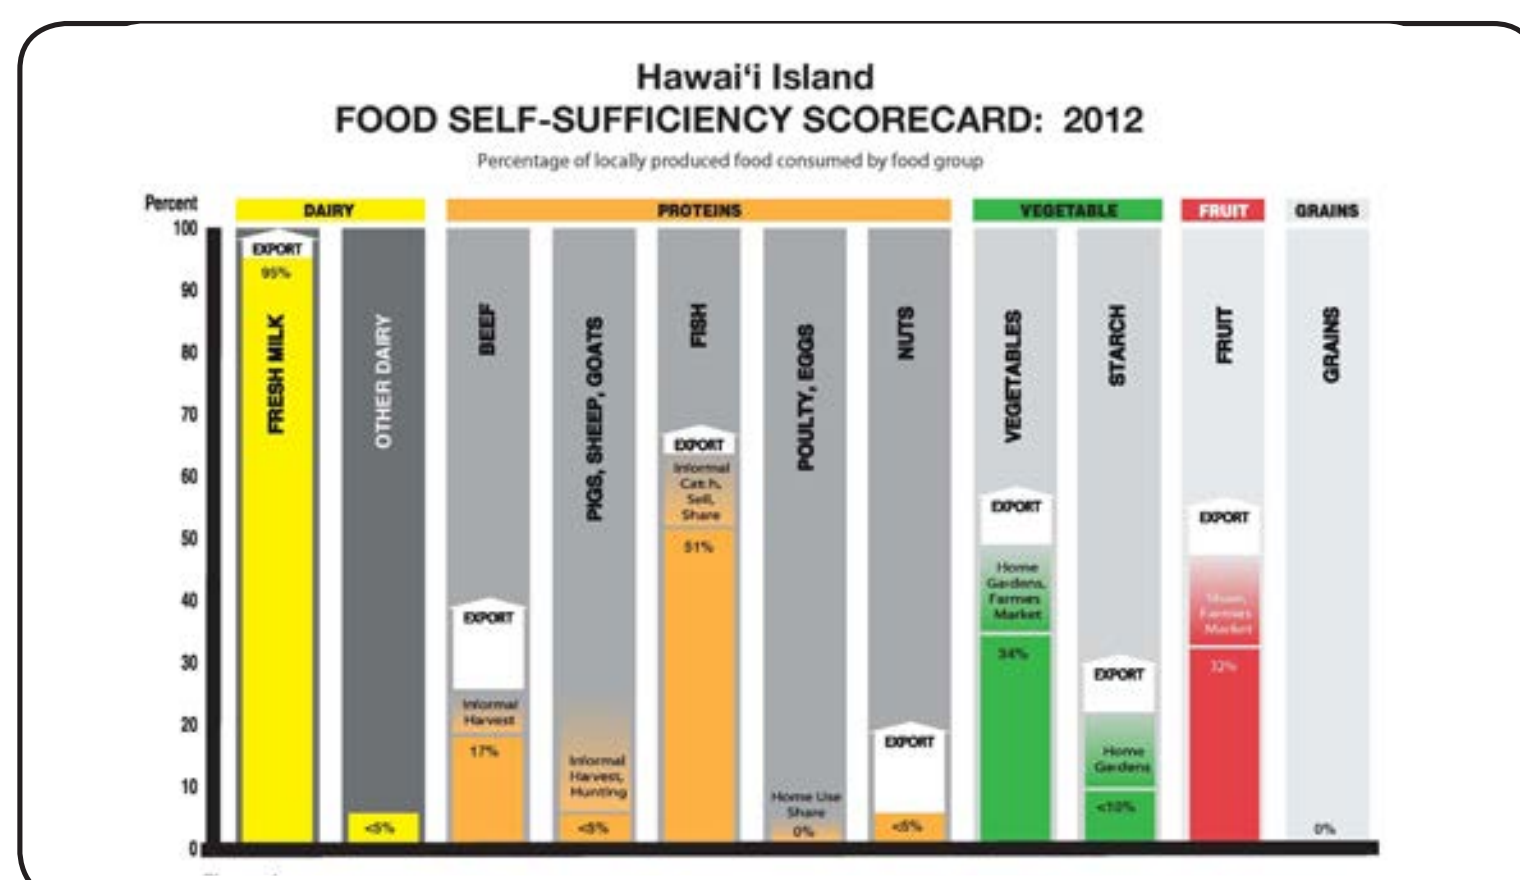 Hawai‘i Island
FOOD SELF-SUFFICIENCY SCORECARD: 2012
Percentage of locally produced food consumed by food group
Percent
DAIRY
PROTEINS
VEGETABLE
FRUIT
GRAINS
100
90
80
70
60
50
40
30
20
10
0
EXPORT
95%
FRESH MILK
OTHER DAIRY
<5%
BEEF
EXPORT
Informal
Harvest
17%
PIGS, SHEEP, GOATS
Informal
Harvest,
Hunting
<5%
FISH
EXPORT
Informal
Catch,
Sell,
Share
51%
POULTY, EGGS
Home Use
Share
0%
NUTS
EXPORT
<5%
VEGETABLES
EXPORT
Home
Gardens,
Farmes
Market
34%
STARCH
EXPORT
Home
Gardens
<10%
FRUIT
EXPORT
Farmes
Market
32%
GRAINS
0%